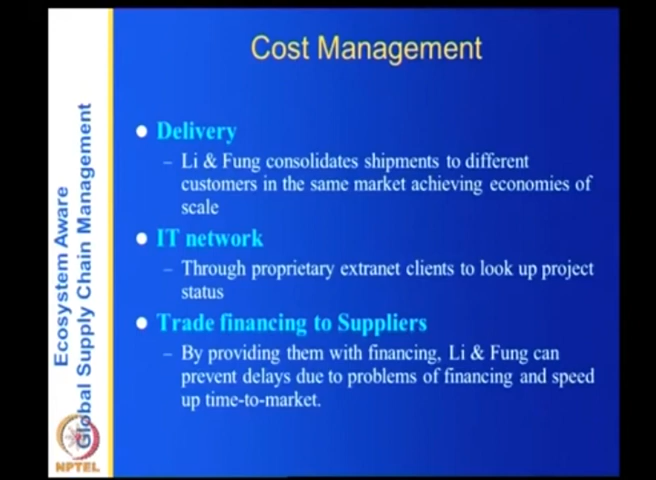 Cost Management
Delivery
– Li & Fung consolidates shipments to different
customers in the same market achieving economies of
scale
IT network
– Through proprietary extranet clients to look up project
status
Trade financing to Suppliers
– By providing them with financing, Li & Fung can
prevent delays due to problems of financing and speed
up time-to-market.
Ecosystem Aware
Global Supply Chain Management
NPTEL